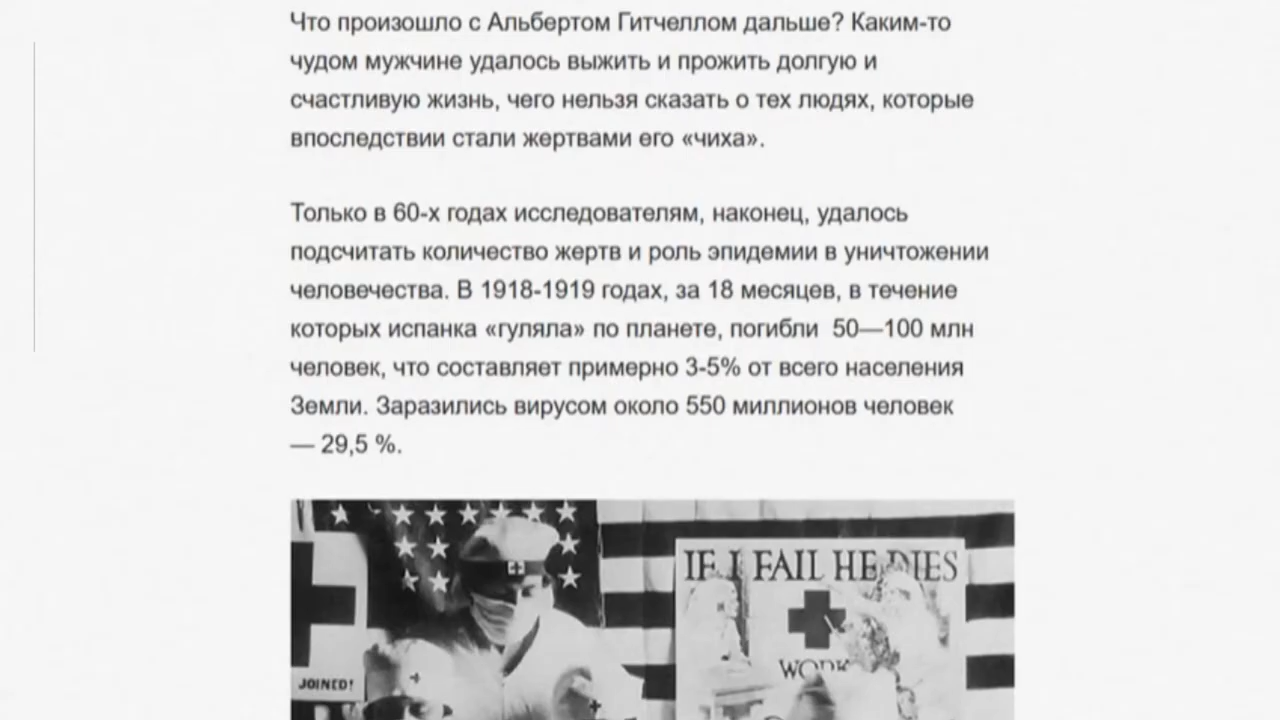 Что произошло с Альбертом Гитчеллом дальше? Каким-то
чудом мужчине удалось выжить и прожить долгую и
счастливую жизнь, чего нельзя сказать о тех людях, которые
впоследствии стали жертвами его «чиха».
Только в 60-х годах исследователям, наконец, удалось
подсчитать количество жертв и роль эпидемии в уничтожении
человечества. В 1918-1919 годах, за 18 месяцев, в течение
которых испанка «гуляла» по планете, погибли 50—100 млн
человек, что составляет примерно 3-5% от всего населения
Земли. Заразились вирусом около 550 миллионов человек
— 29,5 %.
IF I FAIL HE DIES
WORK
JOINED!